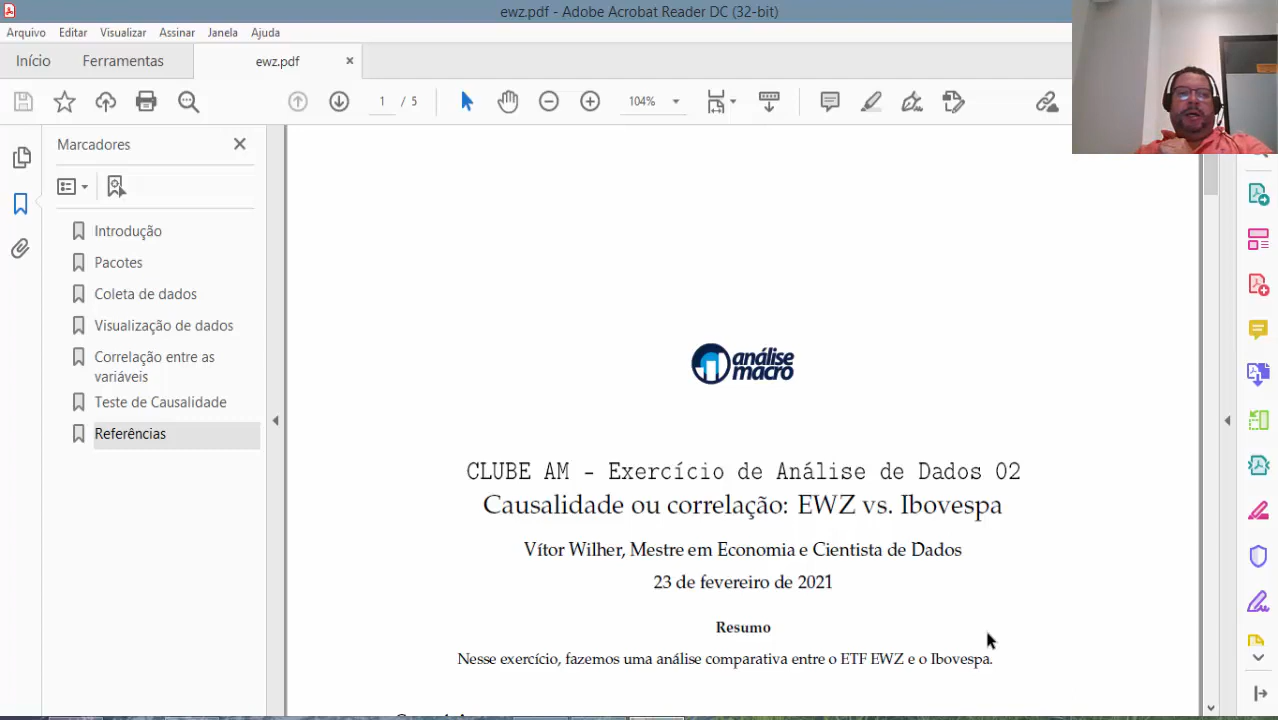 ewz.pdf - Adobe Acrobat Reader DC (32-bit)
Arquivo Editar Visualizar Assinar Janela Ajuda
Início Ferramentas ewz.pdf
1 / 5 104%
Marcadores
Introdução
Pacotes
Coleta de dados
Visualização de dados
Correlação entre as
variáveis
Teste de Causalidade
Referências
análise
macro
CLUBE AM - Exercício de Análise de Dados 02
Causalidade ou correlação: EWZ vs. Ibovespa
Vítor Wilher, Mestre em Economia e Cientista de Dados
23 de fevereiro de 2021
Resumo
Nesse exercício, fazemos uma análise comparativa entre o ETF EWZ e o Ibovespa.